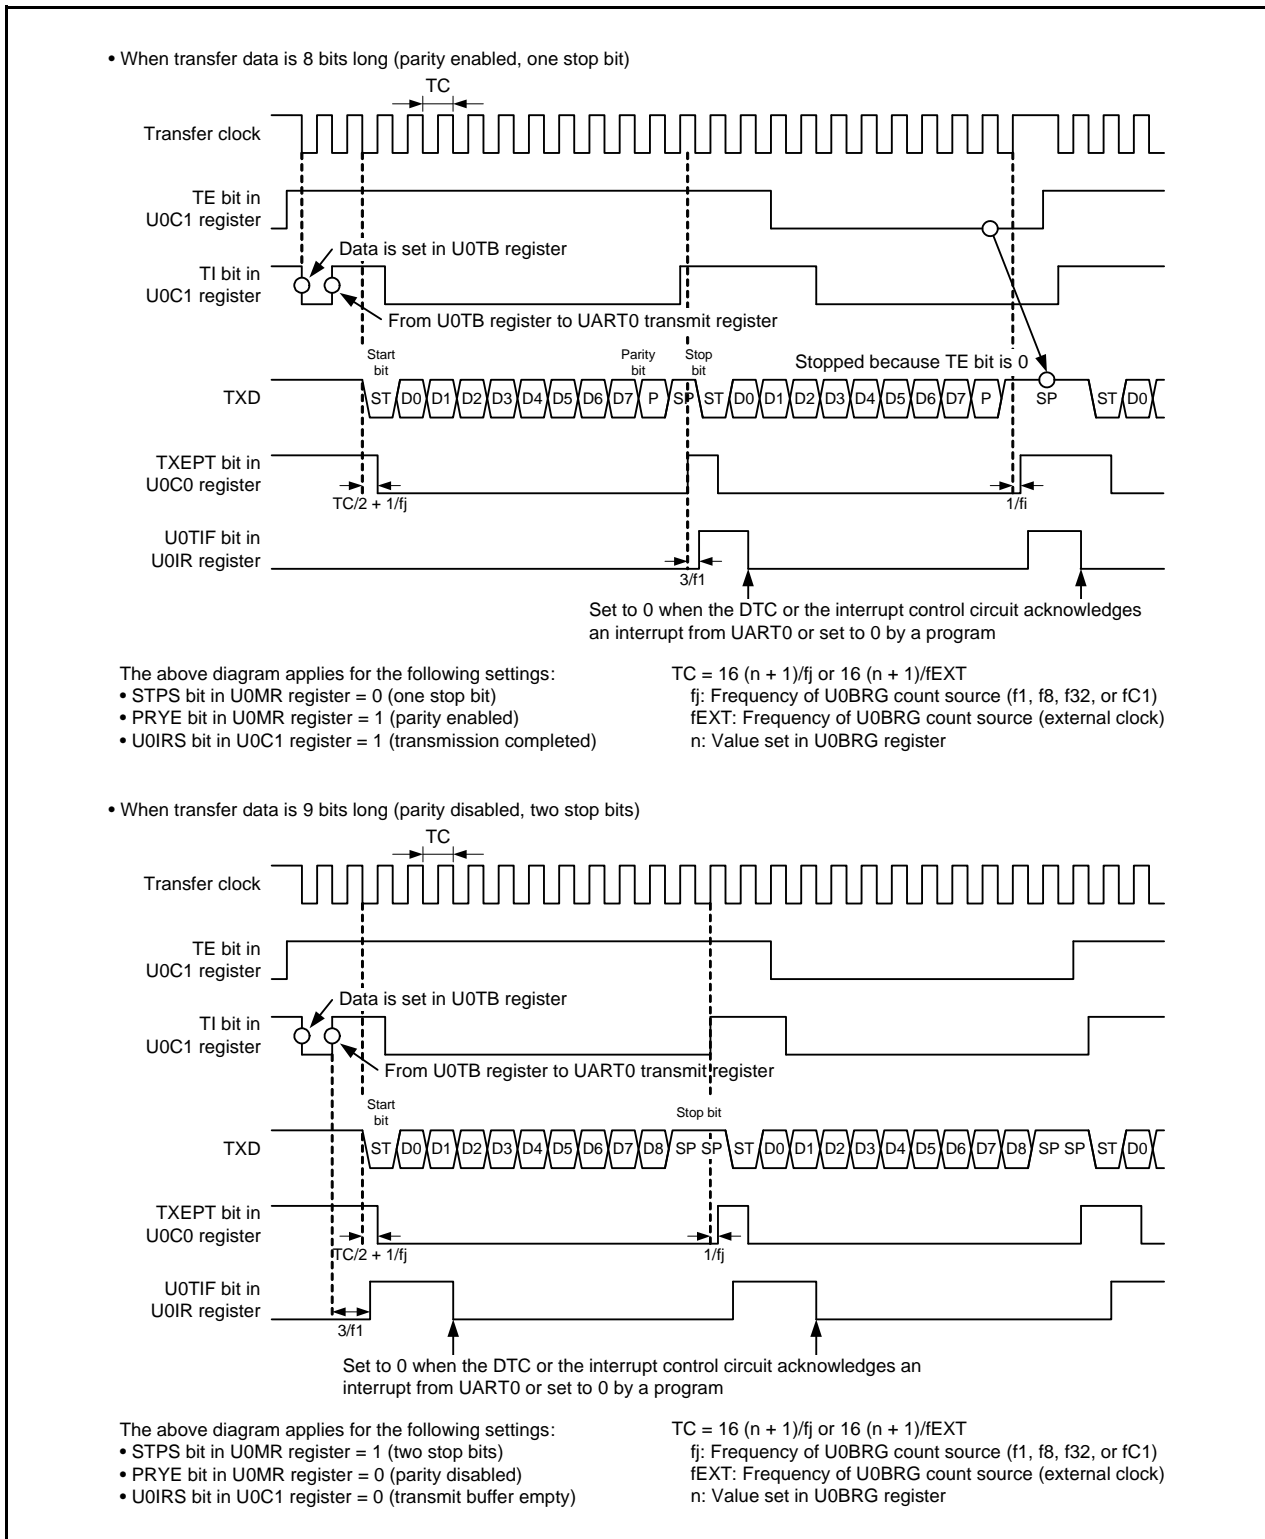 • When transfer data is 8 bits long (parity enabled, one stop bit)
TC
Transfer clock
TE bit in
U0C1 register
Data is set in U0TB register
TI bit in
U0C1 register
From U0TB register to UART0 transmit register
Start
bit
Parity
bit
Stop
bit
Stopped because TE bit is 0
TXD
ST D0 D1 D2 D3 D4 D5 D6 D7 P SP ST D0 D1 D2 D3 D4 D5 D6 D7 P SP ST D0
TXEPT bit in
U0C0 register
TC/2 + 1/fj
1/fi
U0TIF bit in
U0IR register
3/f1
Set to 0 when the DTC or the interrupt control circuit acknowledges
an interrupt from UART0 or set to 0 by a program
The above diagram applies for the following settings:
• STPS bit in U0MR register = 0 (one stop bit)
• PRYE bit in U0MR register = 1 (parity enabled)
• U0IRS bit in U0C1 register = 1 (transmission completed)
TC = 16 (n + 1)/fj or 16 (n + 1)/fEXT
fj: Frequency of U0BRG count source (f1, f8, f32, or fC1)
fEXT: Frequency of U0BRG count source (external clock)
n: Value set in U0BRG register
• When transfer data is 9 bits long (parity disabled, two stop bits)
TC
Transfer clock
TE bit in
U0C1 register
Data is set in U0TB register
TI bit in
U0C1 register
From U0TB register to UART0 transmit register
Start
bit
Stop bit
TXD
ST D0 D1 D2 D3 D4 D5 D6 D7 D8 SP SP ST D0 D1 D2 D3 D4 D5 D6 D7 D8 SP SP ST D0
TXEPT bit in
U0C0 register
TC/2 + 1/fj
1/fj
U0TIF bit in
U0IR register
3/f1
Set to 0 when the DTC or the interrupt control circuit acknowledges an
interrupt from UART0 or set to 0 by a program
The above diagram applies for the following settings:
• STPS bit in U0MR register = 1 (two stop bits)
• PRYE bit in U0MR register = 0 (parity disabled)
• U0IRS bit in U0C1 register = 0 (transmit buffer empty)
TC = 16 (n + 1)/fj or 16 (n + 1)/fEXT
fj: Frequency of U0BRG count source (f1, f8, f32, or fC1)
fEXT: Frequency of U0BRG count source (external clock)
n: Value set in U0BRG register